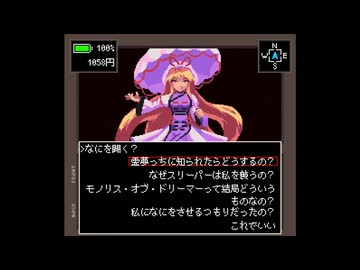 100%
1058円
N
W A E
S
>なにを聞く？
霊夢っちに知られたらどうするの？
なぜスリーパーは私を襲うの？
モノリス・オブ・ドリーマーって結局どういう
ものなの？
私になにをさせるつもりだったの？
これでいい
FRONT
BACK